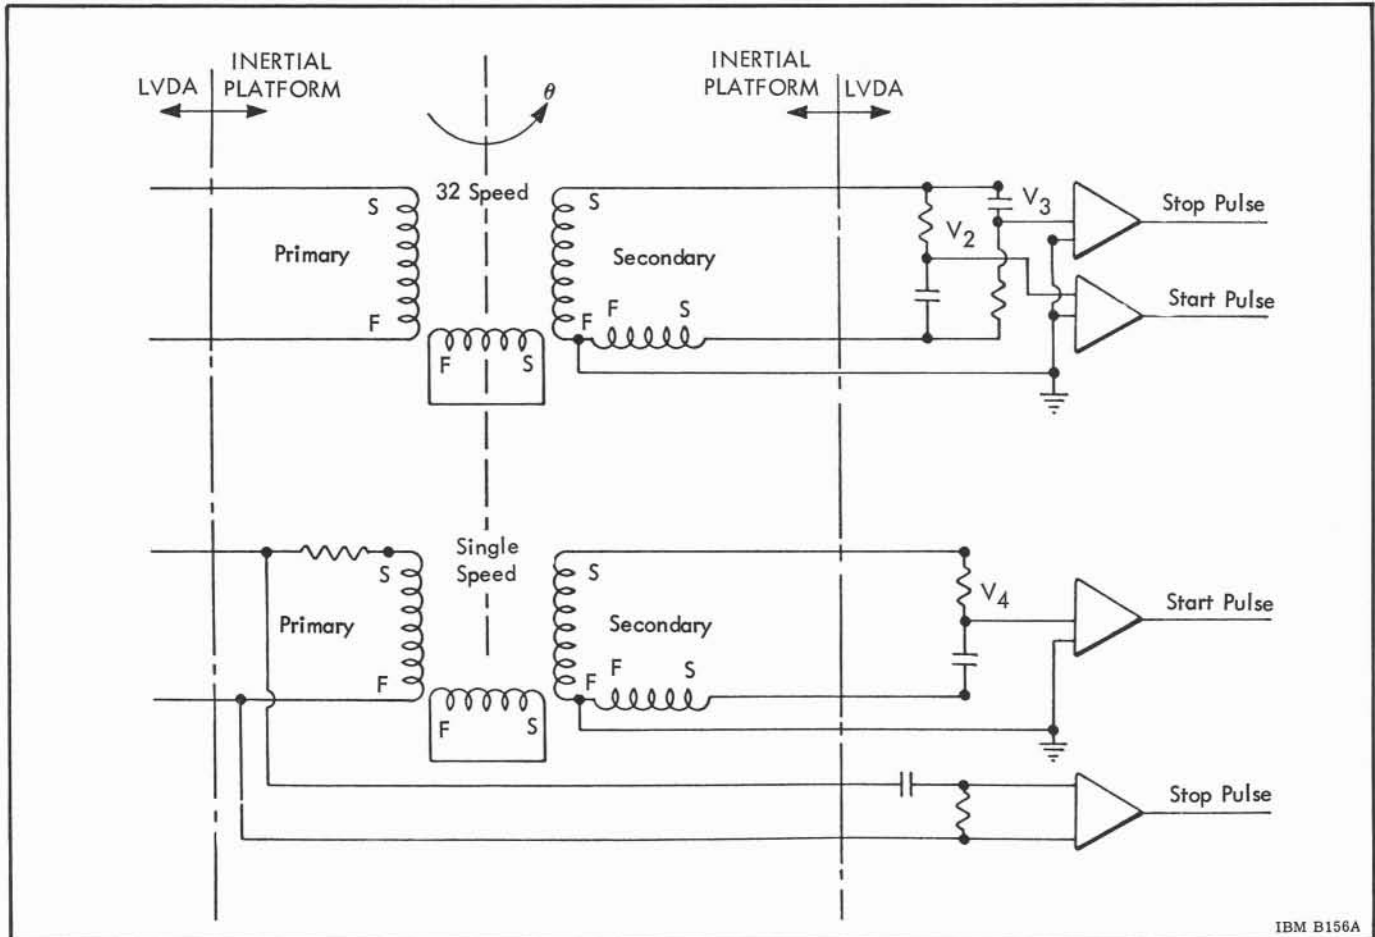 LVDA
INERTIAL
PLATFORM
θ
INERTIAL
PLATFORM
LVDA
32 Speed
S
Primary
F
F
S
S
Secondary
F
F
S
V2
V3
Stop Pulse
Start Pulse
Single
Speed
S
Primary
F
F
S
S
Secondary
F
F
S
V4
Start Pulse
Stop Pulse
IBM B156A